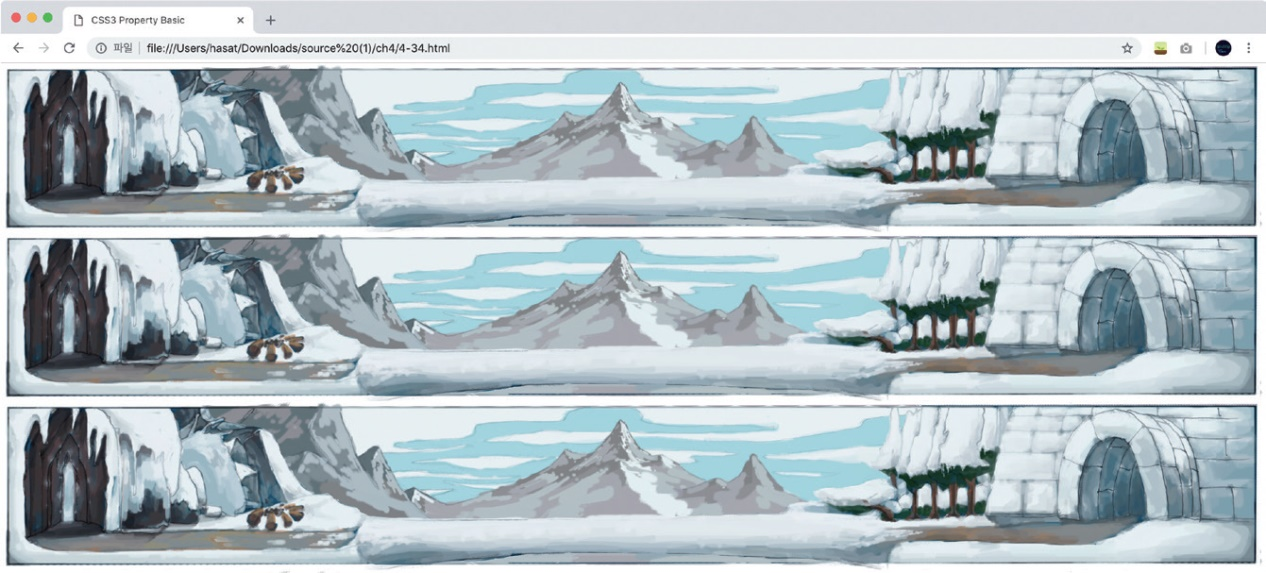 CSS3 Property Basic
파일 file:///Users/hasat/Downloads/source%20(1)/ch4/4-34.html